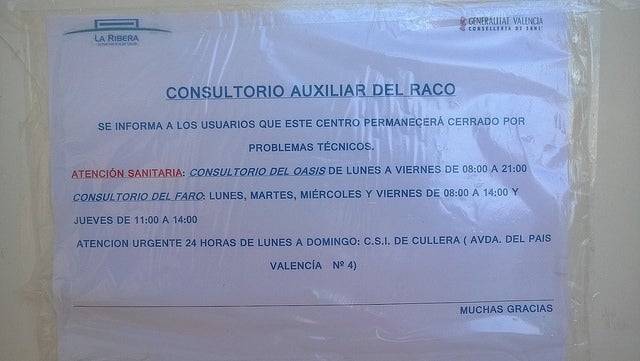 LA RIBERA
GENERALITAT VALENCIA
CONSELLERIA DE SANI
CONSULTORIO AUXILIAR DEL RACO
SE INFORMA A LOS USUARIOS QUE ESTE CENTRO PERMANECERÁ CERRADO POR
PROBLEMAS TÉCNICOS.
ATENCIÓN SANITARIA: CONSULTORIO DEL OASIS DE LUNES A VIERNES DE 08:00 A 21:00
CONSULTORIO DEL FARO: LUNES, MARTES, MIÉRCOLES Y VIERNES DE 08:00 A 14:00 Y
JUEVES DE 11:00 A 14:00
ATENCION URGENTE 24 HORAS DE LUNES A DOMINGO: C.S.I. DE CULLERA ( AVDA. DEL PAIS
VALENCÍA Nº 4)
MUCHAS GRACIAS